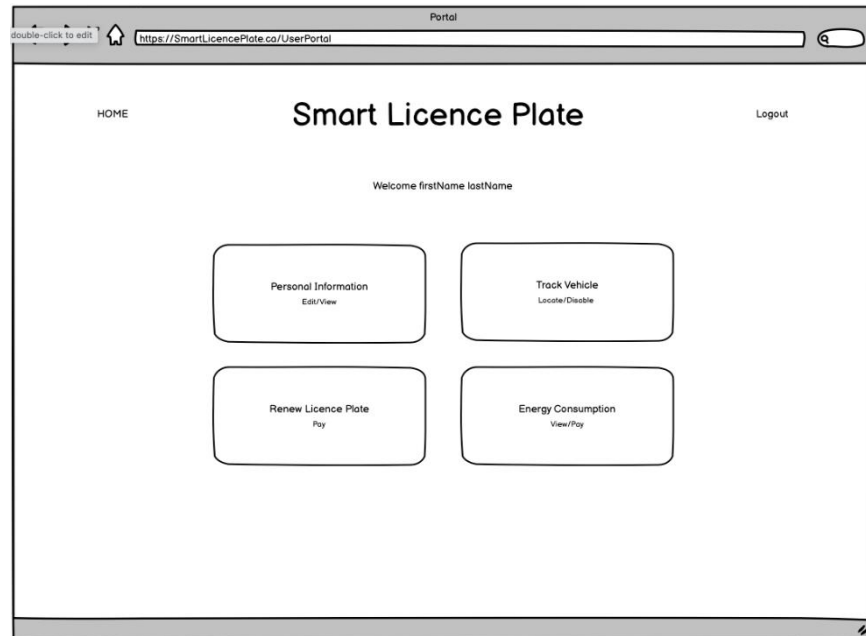 Portal
double-click to edit
https://SmartLicencePlate.ca/UserPortal
HOME
Smart Licence Plate
Logout
Welcome firstName lastName
Personal Information
Edit/View
Track Vehicle
Locate/Disable
Renew Licence Plate
Pay
Energy Consumption
View/Pay